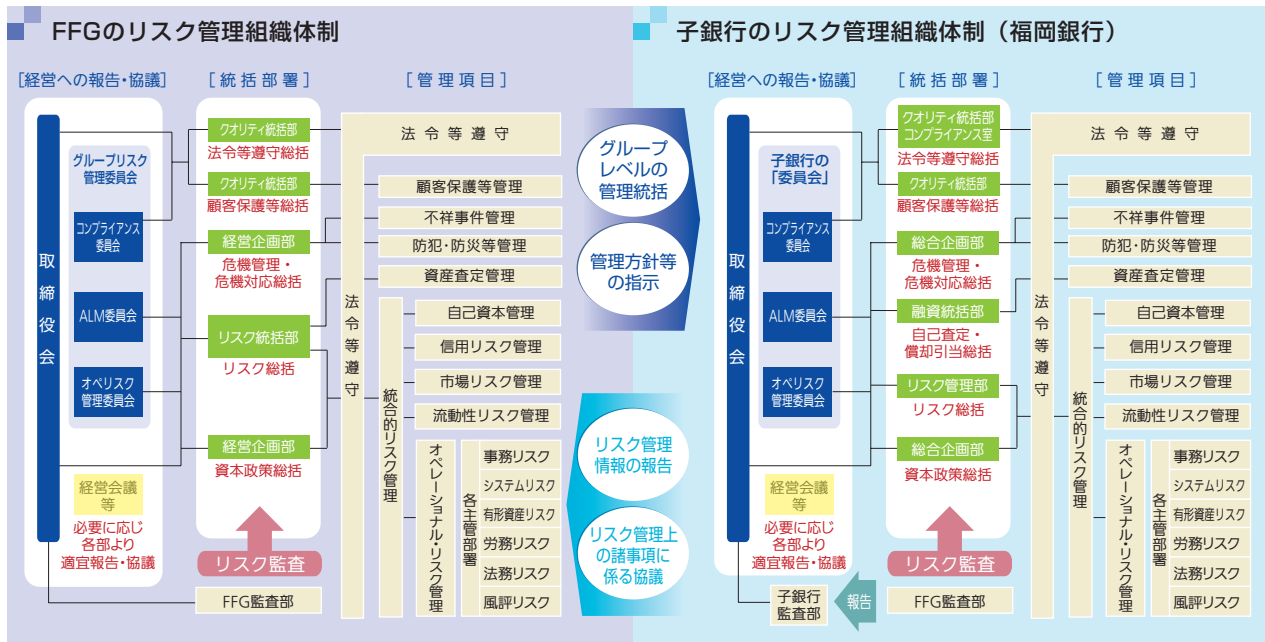 FFGのリスク管理組織体制
[経営への報告・協議]
[統括部署]
[管理項目]
取締役会
グループリスク
管理委員会
コンプライアンス
委員会
ALM委員会
オペリスク
管理委員会
経営会議
等
必要に応じ
各部より
適宜報告・協議
クオリティ統括部
法令等遵守総括
クオリティ統括部
顧客保護等総括
経営企画部
危機管理・
危機対応総括
リスク統括部
リスク総括
経営企画部
資本政策総括
リスク監査
FFG監査部
法令等遵守
法令等遵守
顧客保護等管理
不祥事件管理
防犯・防災等管理
資産査定管理
統合的リスク管理
自己資本管理
信用リスク管理
市場リスク管理
流動性リスク管理
オペレーショナル・リスク管理
各主管部署
事務リスク
システムリスク
有形資産リスク
労務リスク
法務リスク
風評リスク
グループ
レベルの
管理統括
管理方針等
の指示
リスク管理
情報の報告
リスク管理上
の諸事項に
係る協議
子銀行のリスク管理組織体制（福岡銀行）
[経営への報告・協議]
[統括部署]
[管理項目]
取締役会
子銀行の
「委員会」
コンプライアンス
委員会
ALM委員会
オペリスク
管理委員会
経営会議
等
必要に応じ
各部より
適宜報告・協議
子銀行
監査部
報告
クオリティ統括部
コンプライアンス室
法令等遵守総括
クオリティ統括部
顧客保護等総括
総合企画部
危機管理・
危機対応総括
融資統括部
自己査定・
償却引当総括
リスク管理部
リスク総括
総合企画部
資本政策総括
リスク監査
FFG監査部
法令等遵守
法令等遵守
顧客保護等管理
不祥事件管理
防犯・防災等管理
資産査定管理
統合的リスク管理
自己資本管理
信用リスク管理
市場リスク管理
流動性リスク管理
オペレーショナル・リスク管理
各主管部署
事務リスク
システムリスク
有形資産リスク
労務リスク
法務リスク
風評リスク